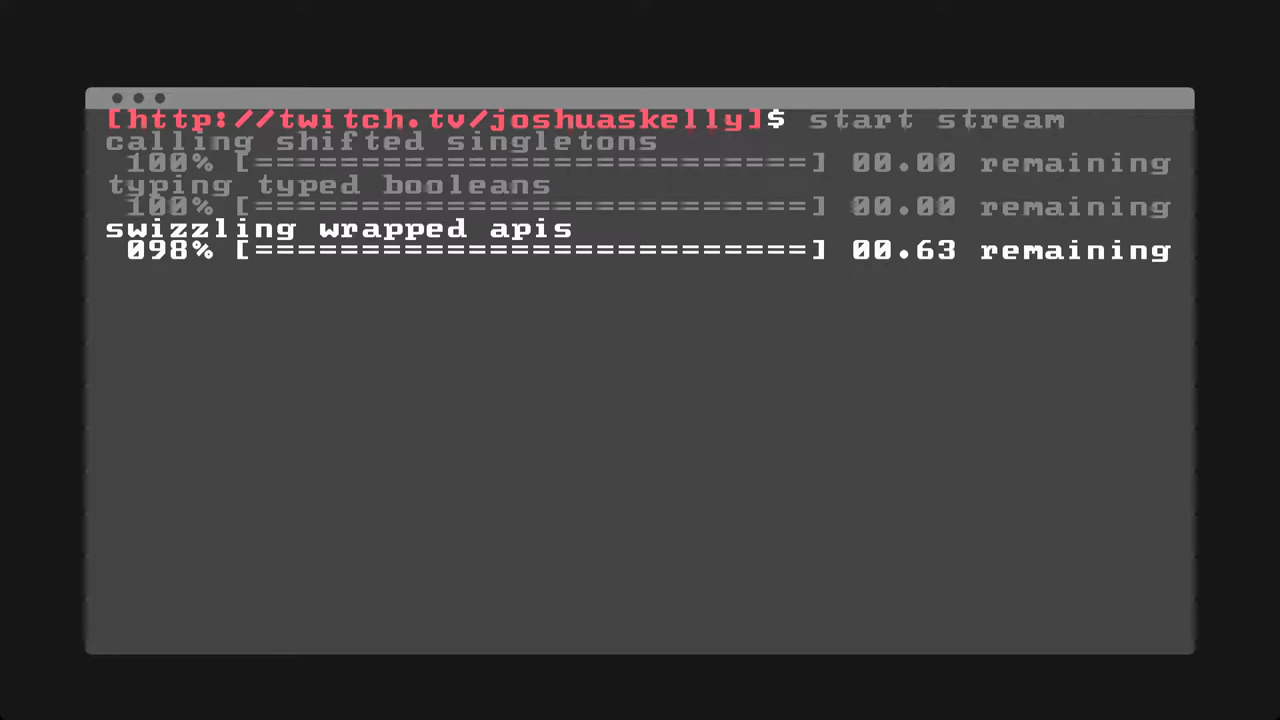 [http://twitch.tv/joshuaskelly]$ start stream
calling shifted singletons
100% [==========================] 00.00 remaining
typing typed booleans
100% [==========================] 00.00 remaining
swizzling wrapped apis
098% [==========================] 00.63 remaining